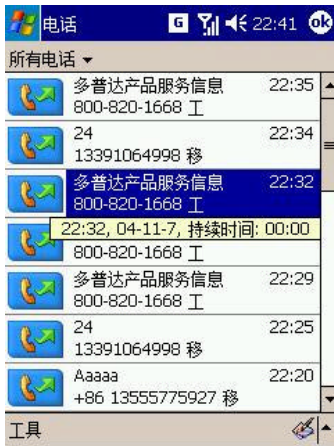 电话
G
22:41
ok
所有电话
多普达产品服务信息 22:35
800-820-1668 工
24 22:34
13391064998 移
多普达产品服务信息 22:32
800-820-1668 工
22:32, 04-11-7, 持续时间: 00:00
800-820-1668 工
多普达产品服务信息 22:29
800-820-1668 工
24 22:25
13391064998 移
Aaaaa 22:20
+86 13555775927 移
工具